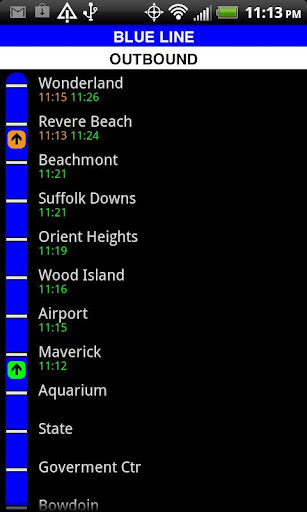 11:13 PM
BLUE LINE
OUTBOUND
Wonderland
11:15 11:26
Revere Beach
11:13 11:24
Beachmont
11:21
Suffolk Downs
11:21
Orient Heights
11:19
Wood Island
11:16
Airport
11:15
Maverick
11:12
Aquarium
State
Goverment Ctr
Bowdoin